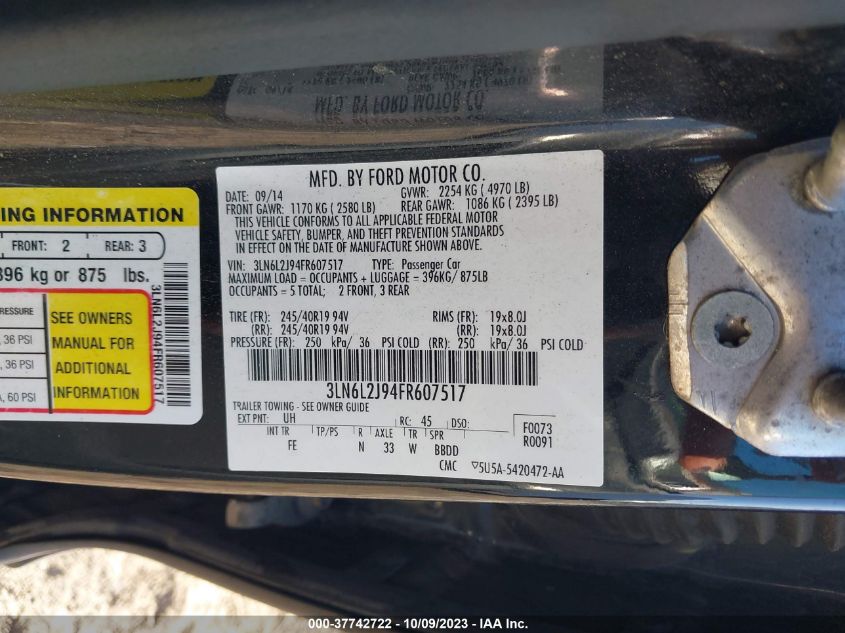 MFD. BY FORD MOTOR CO.
DATE: 09/14 GVWR: 2254 KG ( 4970 LB)
FRONT GAWR: 1170 KG ( 2580 LB) REAR GAWR: 1086 KG ( 2395 LB)
THIS VEHICLE CONFORMS TO ALL APPLICABLE FEDERAL MOTOR
VEHICLE SAFETY, BUMPER, AND THEFT PREVENTION STANDARDS
IN EFFECT ON THE DATE OF MANUFACTURE SHOWN ABOVE.
VIN: 3LN6L2J94FR607517 TYPE: Passenger Car
MAXIMUM LOAD = OCCUPANTS + LUGGAGE = 396KG/ 875LB
OCCUPANTS = 5 TOTAL; 2 FRONT, 3 REAR
TIRE (FR): 245/40R19 94V RIMS (FR): 19x8.0J
(RR): 245/40R19 94V (RR): 19x8.0J
PRESSURE (FR): 250 kPa/ 36 PSI COLD (RR): 250 kPa/ 36 PSI COLD
3LN6L2J94FR607517
TRAILER TOWING - SEE OWNER GUIDE
EXT PNT: UH RC: 45 DSO: F0073
INT TR TP/PS R AXLE TR SPR R0091
FE N 33 W BBDD
CMC 5U5A-5420472-AA
ING INFORMATION
FRONT: 2 REAR: 3
396 kg or 875 lbs.
PRESSURE
36 PSI
36 PSI
60 PSI
SEE OWNERS
MANUAL FOR
ADDITIONAL
INFORMATION
3LN6L2J94FR607517
000-37742722 - 10/09/2023 - IAA Inc.